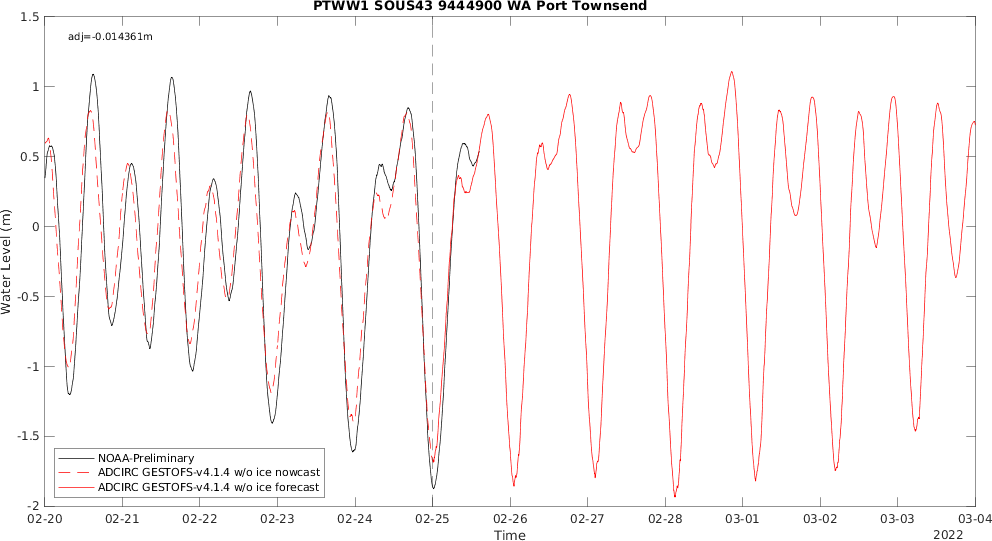 PTWW1 SOUS43 9444900 WA Port Townsend
adj=-0.014361m
1.5
1
0.5
0
-0.5
-1
-1.5
-2
Water Level (m)
NOAA-Preliminary
ADCIRC GESTOFS-v4.1.4 w/o ice nowcast
ADCIRC GESTOFS-v4.1.4 w/o ice forecast
02-20 02-21 02-22 02-23 02-24 02-25 02-26 02-27 02-28 03-01 03-02 03-03 03-04
Time
2022